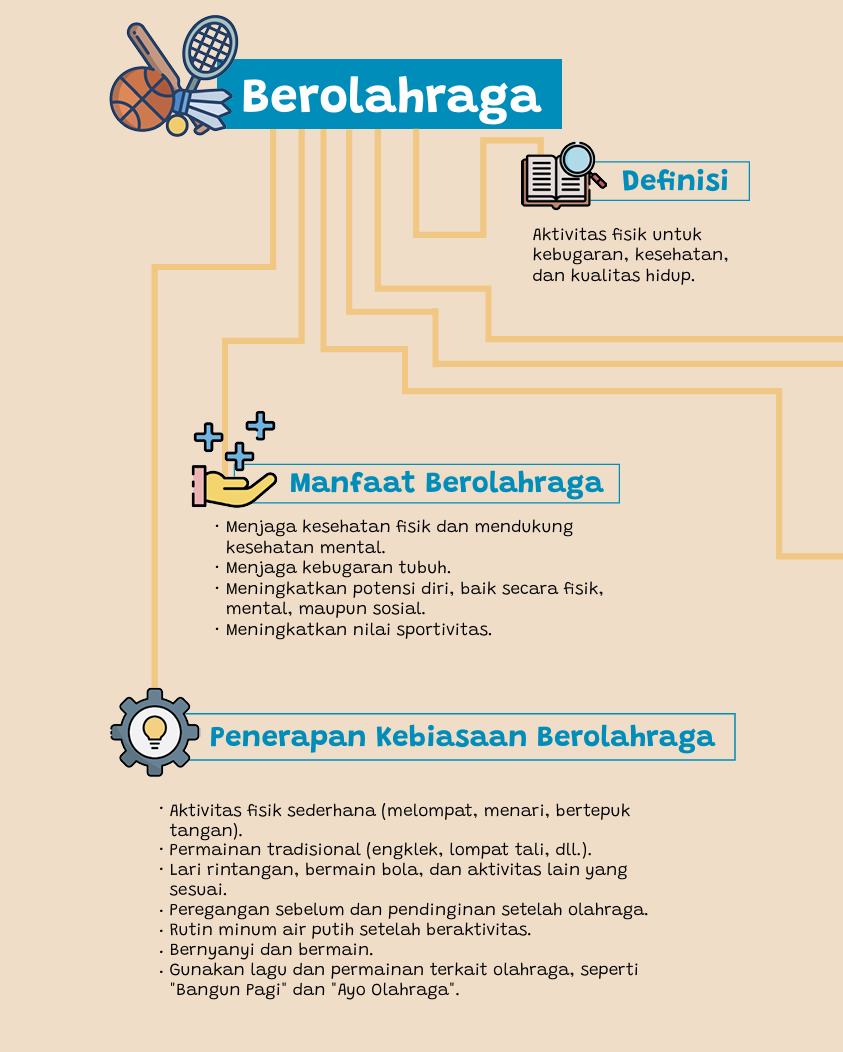 Berolahraga
Definisi
Aktivitas fisik untuk
kebugaran, kesehatan,
dan kualitas hidup.
Manfaat Berolahraga
· Menjaga kesehatan fisik dan mendukung
kesehatan mental.
· Menjaga kebugaran tubuh.
· Meningkatkan potensi diri, baik secara fisik,
mental, maupun sosial.
· Meningkatkan nilai sportivitas.
Penerapan Kebiasaan Berolahraga
· Aktivitas fisik sederhana (melompat, menari, bertepuk
tangan).
· Permainan tradisional (engklek, lompat tali, dll.).
· Lari rintangan, bermain bola, dan aktivitas lain yang
sesuai.
· Peregangan sebelum dan pendinginan setelah olahraga.
· Rutin minum air putih setelah beraktivitas.
· Bernyanyi dan bermain.
· Gunakan lagu dan permainan terkait olahraga, seperti
"Bangun Pagi" dan "Ayo Olahraga".